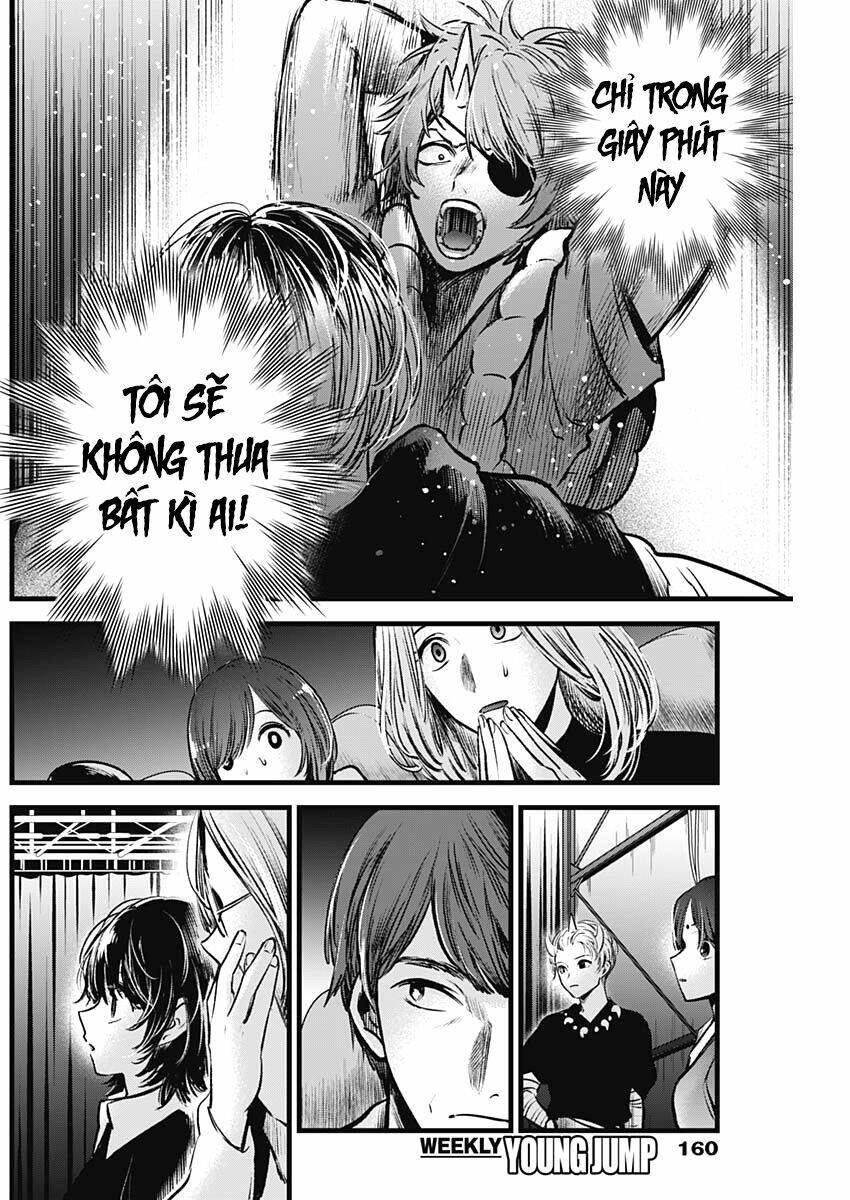 CHỈ TRONG
GIÂY PHÚT
NÀY
TÔI SẼ
KHÔNG THUA
BẤT KÌ AI!
WEEKLY YOUNG JUMP 160